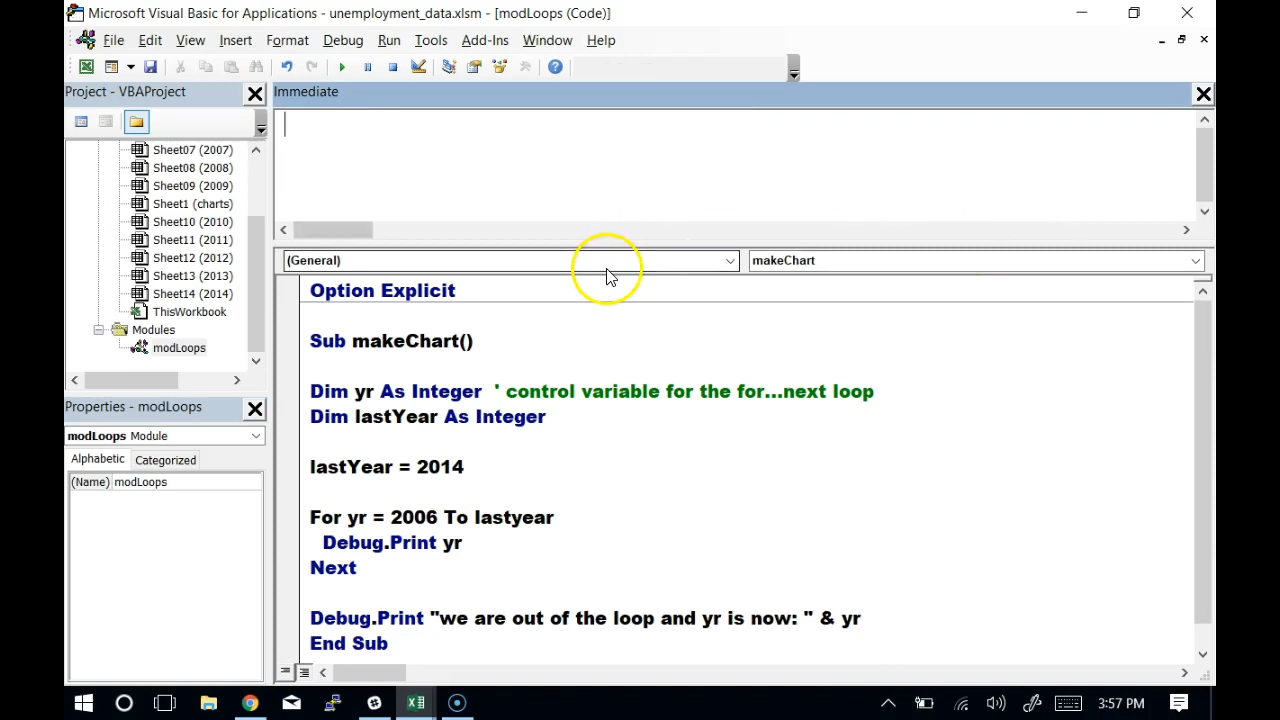 Microsoft Visual Basic for Applications - unemployment_data.xlsm - [modLoops (Code)]
File Edit View Insert Format Debug Run Tools Add-Ins Window Help
Project - VBAProject
Immediate
Sheet07 (2007)
Sheet08 (2008)
Sheet09 (2009)
Sheet1 (charts)
Sheet10 (2010)
Sheet11 (2011)
Sheet12 (2012)
Sheet13 (2013)
Sheet14 (2014)
ThisWorkbook
Modules
modLoops
Properties - modLoops
modLoops Module
Alphabetic Categorized
(Name) modLoops
(General) makeChart
Option Explicit
Sub makeChart()
Dim yr As Integer ' control variable for the for...next loop
Dim lastYear As Integer
lastYear = 2014
For yr = 2006 To lastyear
Debug.Print yr
Next
Debug.Print "we are out of the loop and yr is now: " & yr
End Sub
3:57 PM